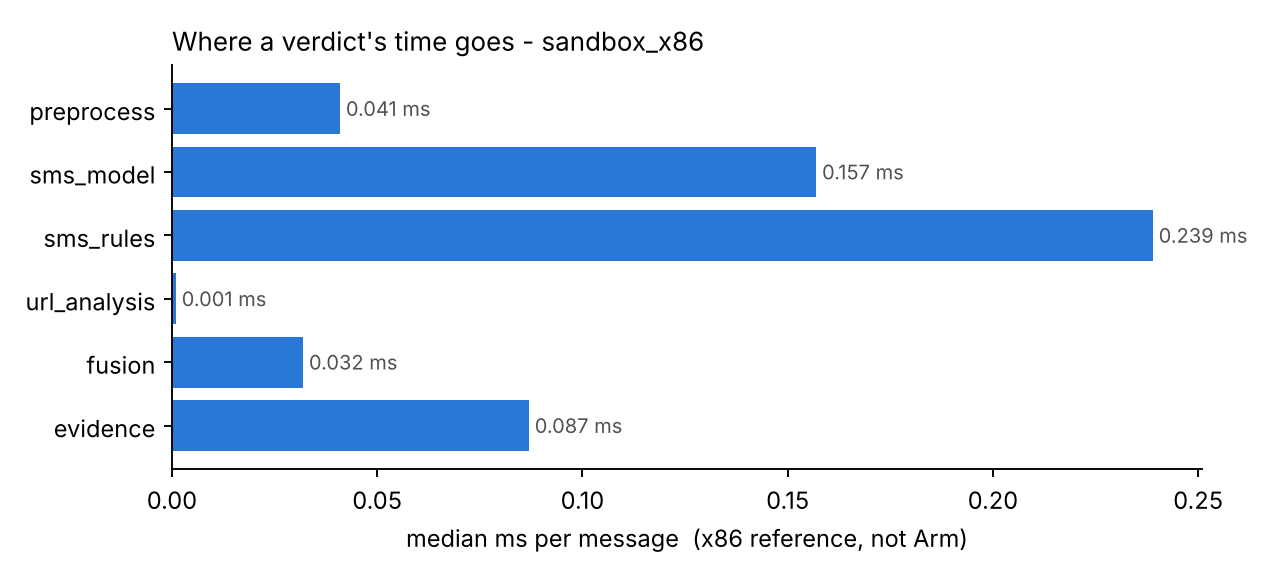 Where a verdict's time goes - sandbox_x86
preprocess 0.041 ms
sms_model 0.157 ms
sms_rules 0.239 ms
url_analysis 0.001 ms
fusion 0.032 ms
evidence 0.087 ms
0.00 0.05 0.10 0.15 0.20 0.25
median ms per message (x86 reference, not Arm)